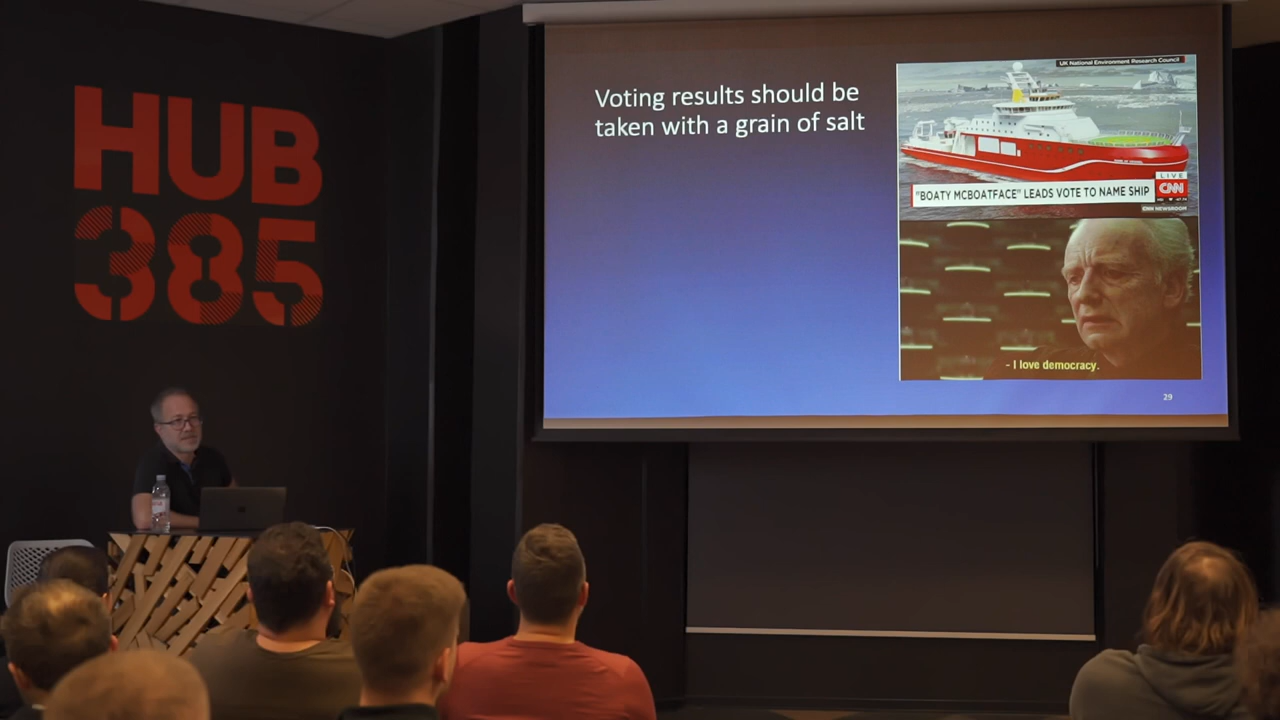 HUB
385
Voting results should be
taken with a grain of salt
UK National Environment Research Council
"BOATY MCBOATFACE" LEADS VOTE TO NAME SHIP
LIVE
CNN
CNN NEWSROOM
- I love democracy.
29